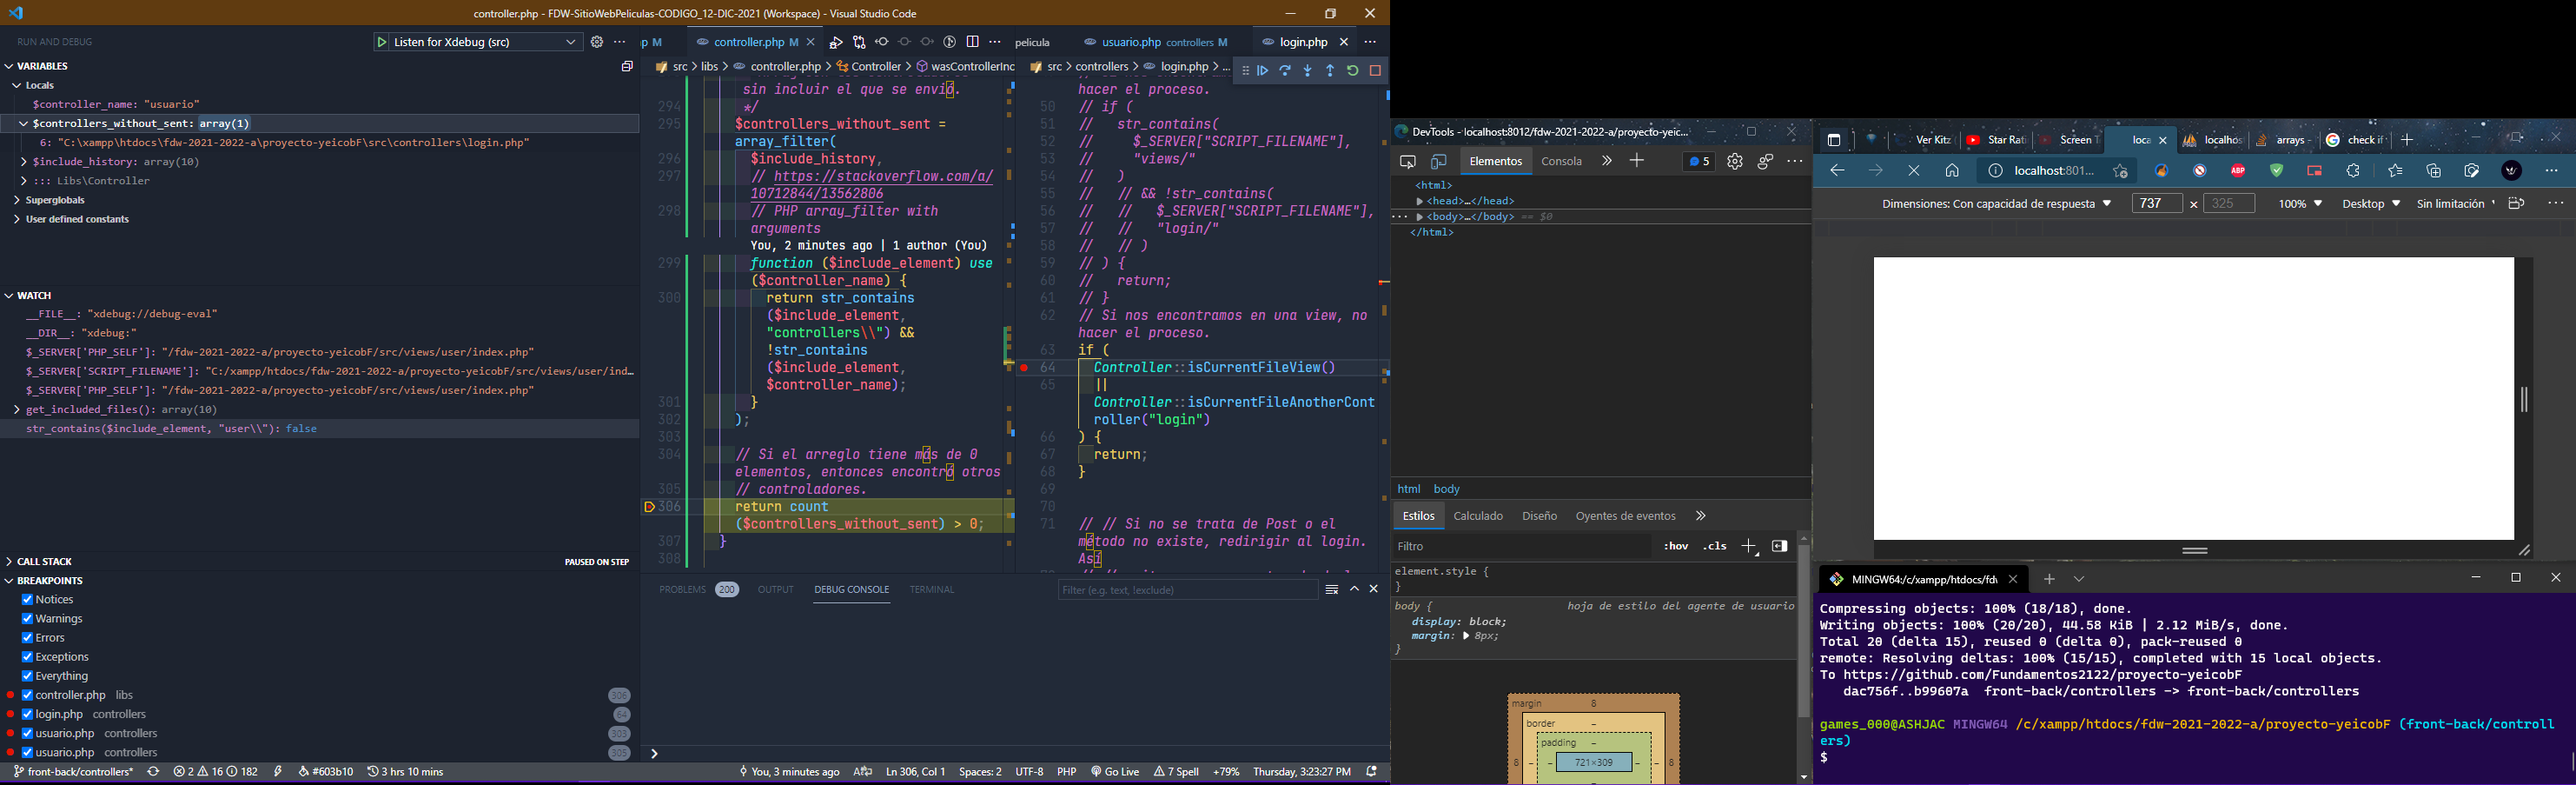 controller.php - FDW-SitioWebPeliculas-CODIGO_12-DIC-2021 (Workspace) - Visual Studio Code
RUN AND DEBUG
Listen for Xdebug (src)
VARIABLES
Locals
$controller_name: "usuario"
$controllers_without_sent: array(1)
6: "C:\xampp\htdocs\fdw-2021-2022-a\proyecto-yeicobF\src\controllers\login.php"
$include_history: array(10)
::: Libs\Controller
Superglobals
User defined constants
WATCH
__FILE__: "xdebug://debug-eval"
__DIR__: "xdebug:"
$_SERVER['PHP_SELF']: "/fdw-2021-2022-a/proyecto-yeicobF/src/views/user/index.php"
$_SERVER['SCRIPT_FILENAME']: "C:/xampp/htdocs/fdw-2021-2022-a/proyecto-yeicobF/src/views/user/ind…
$_SERVER['PHP_SELF']: "/fdw-2021-2022-a/proyecto-yeicobF/src/views/user/index.php"
get_included_files(): array(10)
str_contains($include_element, "user\\"): false
CALL STACK
PAUSED ON STEP
BREAKPOINTS
Notices
Warnings
Errors
Exceptions
Everything
controller.php libs 306
login.php controllers 64
usuario.php controllers 303
usuario.php controllers 305
p M
controller.php M
src > libs > controller.php > Controller > wasControllerInc
sin incluir el que se envió.
294 */
295 $controllers_without_sent =
array_filter(
296 $include_history,
297 // https://stackoverflow.com/a/
10712844/13562806
298 // PHP array_filter with
arguments
You, 2 minutes ago | 1 author (You)
299 function ($include_element) use
($controller_name) {
300 return str_contains
($include_element,
"controllers\\") &&
!str_contains
($include_element,
$controller_name);
301 }
302 );
303
304 // Si el arreglo tiene más de 0
elementos, entonces encontró otros
305 // controladores.
306 return count
($controllers_without_sent) > 0;
307 }
308
pelicula
usuario.php controllers M
login.php
src > controllers > login.php > ...
hacer el proceso.
50 // if (
51 // str_contains(
52 // $_SERVER["SCRIPT_FILENAME"],
53 // "views/"
54 // )
55 // // && !str_contains(
56 // // $_SERVER["SCRIPT_FILENAME"],
57 // // "login/"
58 // // )
59 // ) {
60 // return;
61 // }
62 // Si nos encontramos en una view, no
hacer el proceso.
63 if (
64 Controller::isCurrentFileView()
65 ||
Controller::isCurrentFileAnotherCont
roller("login")
66 ) {
67 return;
68 }
69
70
71 // // Si no se trata de Post o el
método no existe, redirigir al login.
Así
PROBLEMS 200 OUTPUT DEBUG CONSOLE TERMINAL
Filter (e.g. text, !exclude)
front-back/controllers* 2 16 182 #603b10 3 hrs 10 mins
You, 3 minutes ago Ln 306, Col 1 Spaces: 2 UTF-8 PHP Go Live 7 Spell +79% Thursday, 3:23:27 PM
DevTools - localhost:8012/fdw-2021-2022-a/proyecto-yeic...
Elementos Consola 5
<html>
<head>…</head>
<body>…</body> == $0
</html>
html body
Estilos Calculado Diseño Oyentes de eventos
Filtro :hov .cls
element.style {
}
body { hoja de estilo del agente de usuario
display: block;
margin: 8px;
}
margin 8
border –
padding –
8 – – 721×309 – – 8
–
Ver Kitz
Star Rati
Screen T
loca
localhos
arrays -
check if
localhost:801...
ABP
Dimensiones: Con capacidad de respuesta 737 × 325 100% Desktop Sin limitación
MINGW64:/c/xampp/htdocs/fdw
Compressing objects: 100% (18/18), done.
Writing objects: 100% (20/20), 44.58 KiB | 2.12 MiB/s, done.
Total 20 (delta 15), reused 0 (delta 0), pack-reused 0
remote: Resolving deltas: 100% (15/15), completed with 15 local objects.
To https://github.com/Fundamentos2122/proyecto-yeicobF
dac756f..b99607a front-back/controllers -> front-back/controllers
games_000@ASHJAC MINGW64 /c/xampp/htdocs/fdw-2021-2022-a/proyecto-yeicobF (front-back/controll
ers)
$